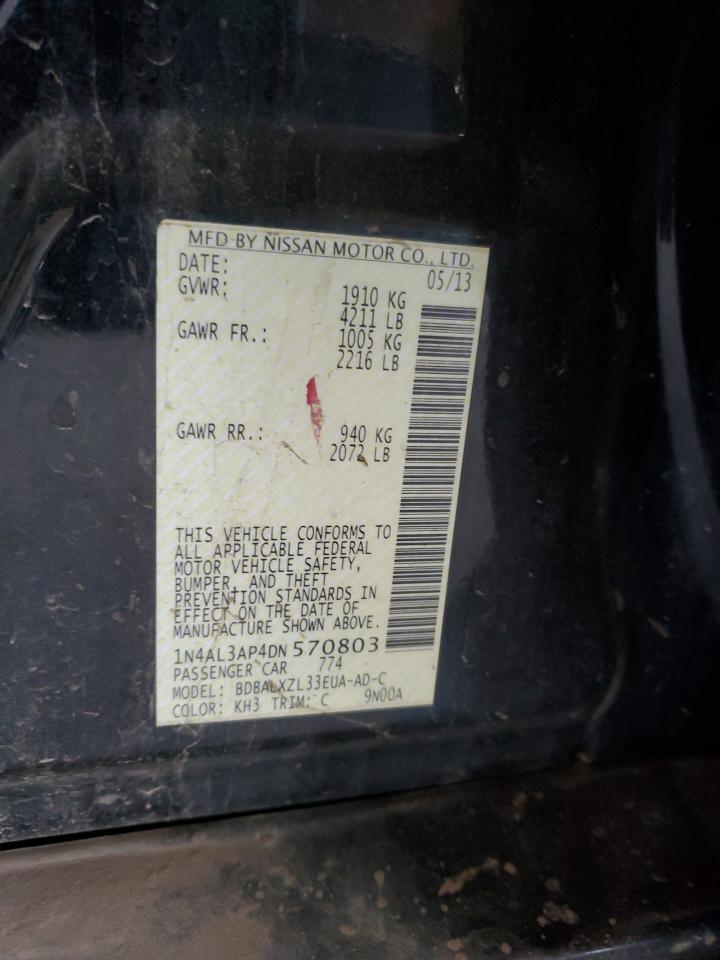 MFD BY NISSAN MOTOR CO., LTD.
DATE: 05/13
GVWR: 1910 KG
4211 LB
GAWR FR.: 1005 KG
2216 LB
GAWR RR.: 940 KG
2072 LB
THIS VEHICLE CONFORMS TO
ALL APPLICABLE FEDERAL
MOTOR VEHICLE SAFETY,
BUMPER, AND THEFT
PREVENTION STANDARDS IN
EFFECT ON THE DATE OF
MANUFACTURE SHOWN ABOVE.
1N4AL3AP4DN570803
PASSENGER CAR 774
MODEL: BDBALXZL33EUA-AD-C
COLOR: KH3 TRIM: C 9N00A